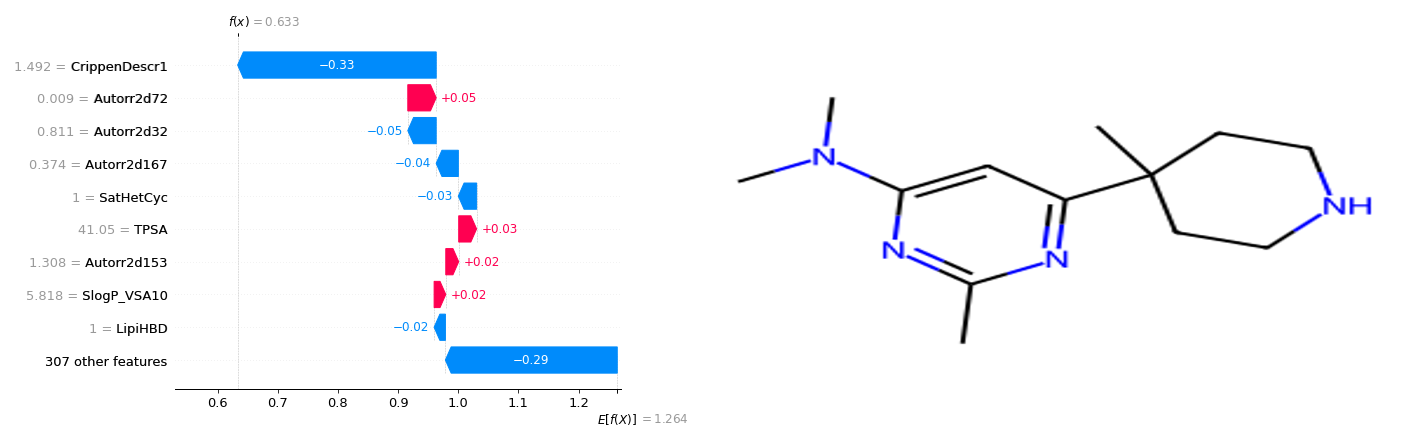 f(x) = 0.633
1.492 = CrippenDescr1
−0.33
0.009 = Autorr2d72
+0.05
0.811 = Autorr2d32
−0.05
0.374 = Autorr2d167
−0.04
1 = SatHetCyc
−0.03
41.05 = TPSA
+0.03
1.308 = Autorr2d153
+0.02
5.818 = SlogP_VSA10
+0.02
1 = LipiHBD
−0.02
307 other features
−0.29
0.6 0.7 0.8 0.9 1.0 1.1 1.2
E[f(X)] = 1.264
N
N
N
NH